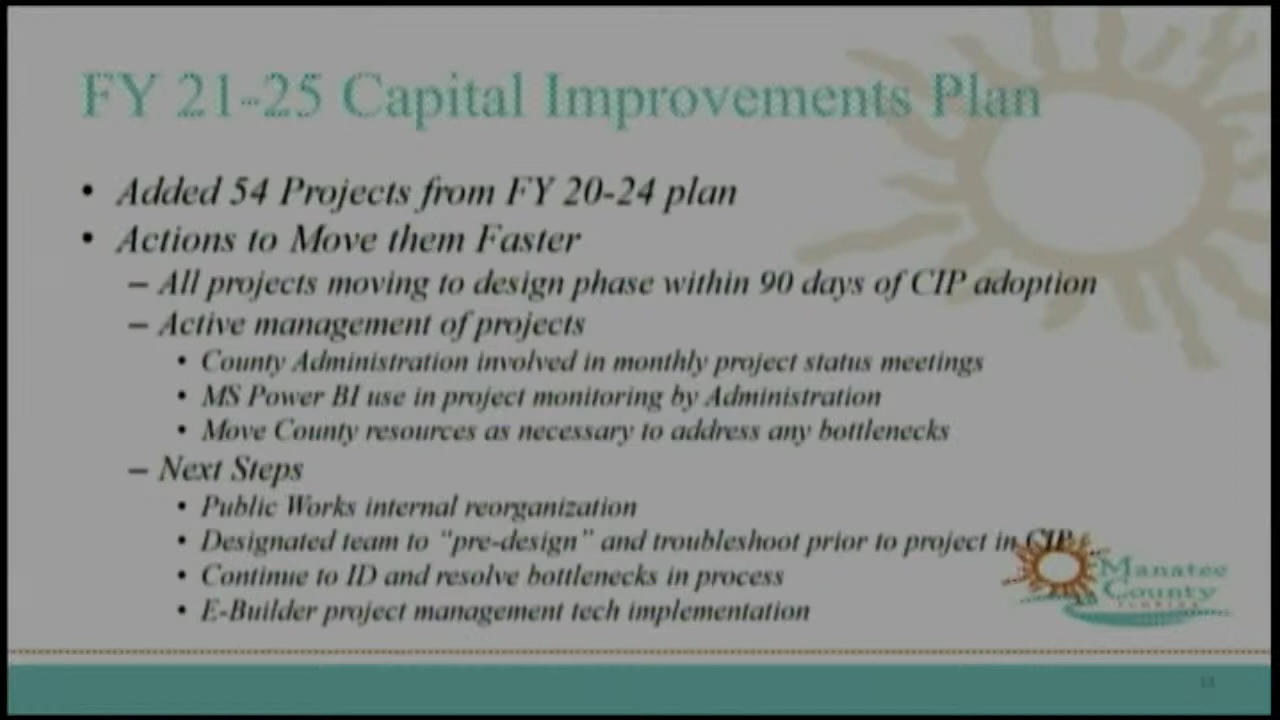 FY 21-25 Capital Improvements Plan
• Added 54 Projects from FY 20-24 plan
• Actions to Move them Faster
– All projects moving to design phase within 90 days of CIP adoption
– Active management of projects
• County Administration involved in monthly project status meetings
• MS Power BI use in project monitoring by Administration
• Move County resources as necessary to address any bottlenecks
– Next Steps
• Public Works internal reorganization
• Designated team to "pre-design" and troubleshoot prior to project in CIP
• Continue to ID and resolve bottlenecks in process
• E-Builder project management tech implementation
Manatee
County
FLORIDA